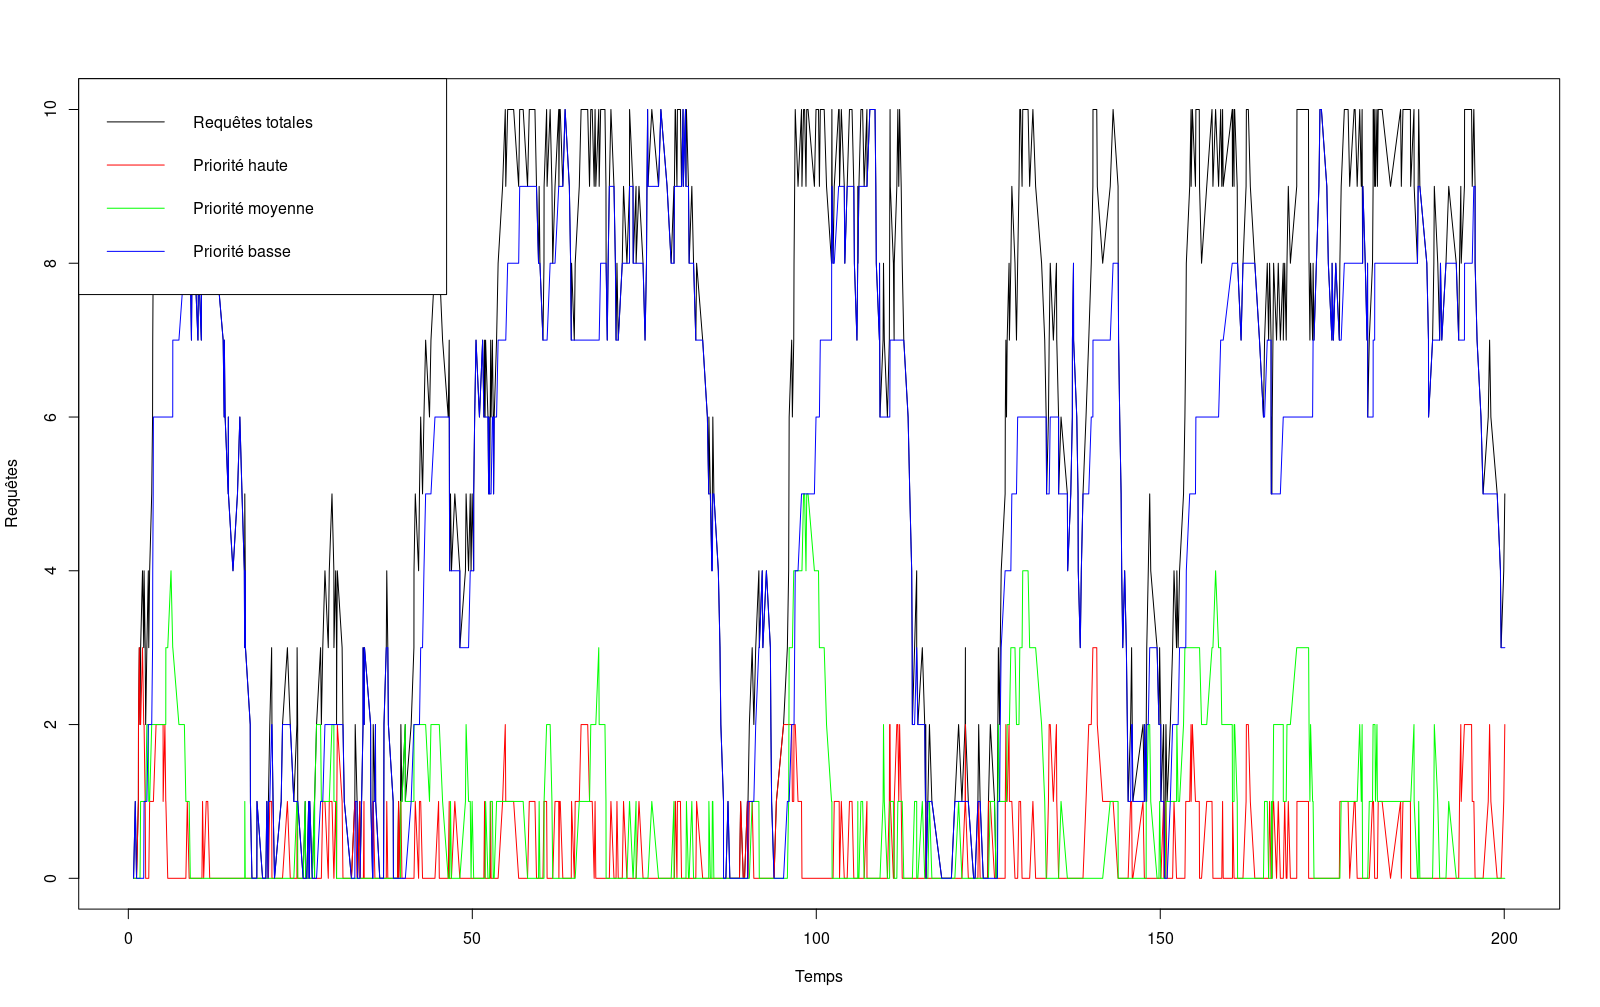 Requêtes totales
Priorité haute
Priorité moyenne
Priorité basse
10
8
6
4
2
0
Requêtes
0 50 100 150 200
Temps